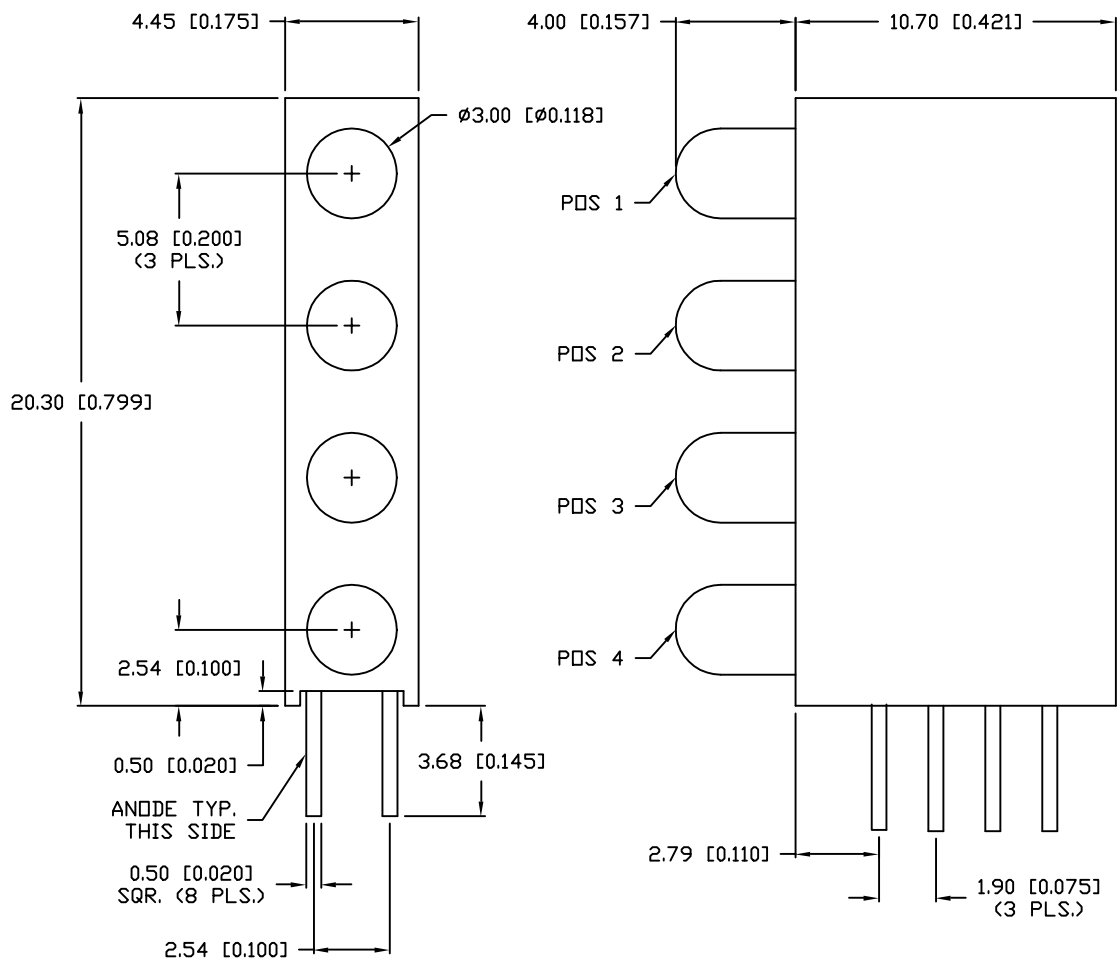 4.45 [0.175]
4.00 [0.157]
10.70 [0.421]
ø3.00 [ø0.118]
POS 1
5.08 [0.200]
(3 PLS.)
POS 2
20.30 [0.799]
POS 3
2.54 [0.100]
POS 4
0.50 [0.020]
3.68 [0.145]
ANODE TYP.
THIS SIDE
2.79 [0.110]
0.50 [0.020]
SQR. (8 PLS.)
1.90 [0.075]
(3 PLS.)
2.54 [0.100]